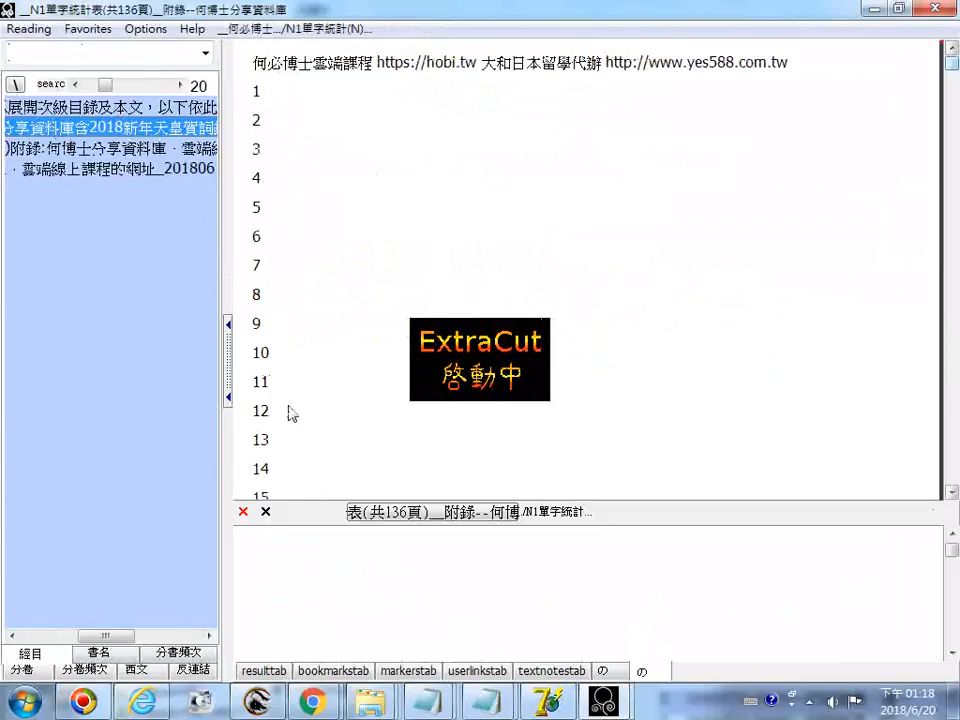 __N1單字統計表(共136頁)__附錄--何博士分享資料庫
Reading Favorites Options Help __何必博士.../N1單字統計(N)...
\ searc 20
展開次級目錄及本文，以下依此
分享資料庫含2018新年天皇賀詞
)附錄:何博士分享資料庫．雲端
．雲端線上課程的網址_201806
何必博士雲端課程 https://hobi.tw 大和日本留學代辦 http://www.yes588.com.tw
1
2
3
4
5
6
7
8
9
10
11
12
13
14
15
ExtraCut
啓動中
表(共136頁)__附錄--何博./N1單字統計...
經目 書名 分書頻次
分卷 分卷頻次 西文 反連結
resulttab bookmarkstab markerstab userlinkstab textnotestab の の
下午 01:18
2018/6/20